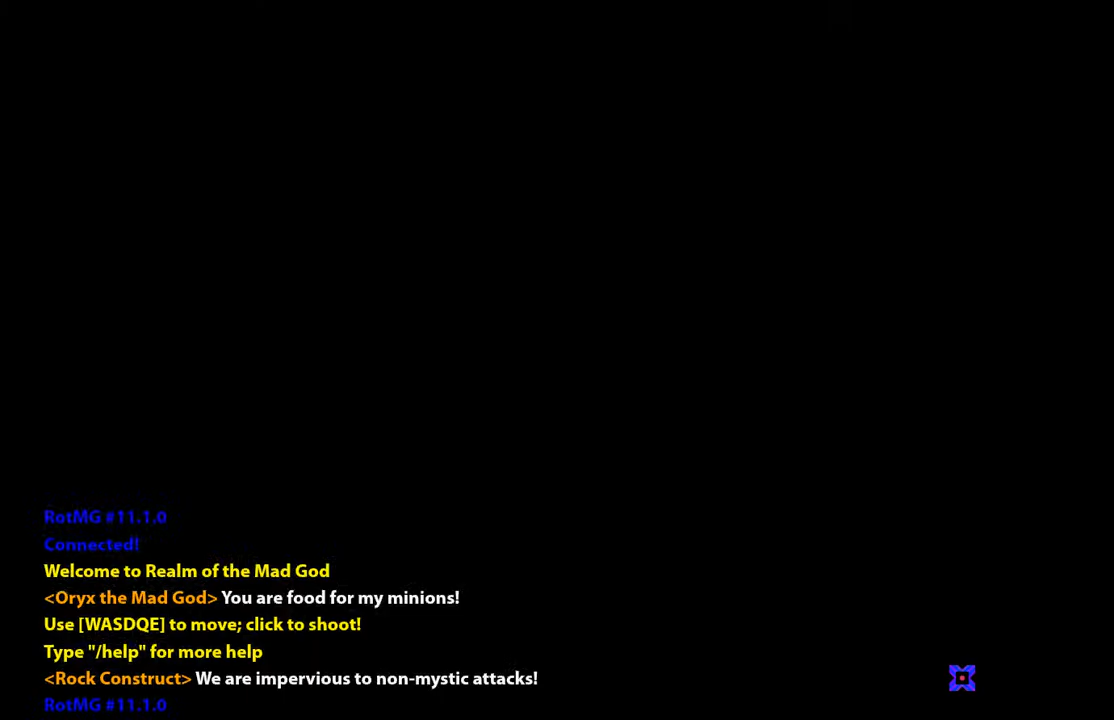 RotMG #11.1.0
Connected!
Welcome to Realm of the Mad God
<Oryx the Mad God> You are food for my minions!
Use [WASDQE] to move; click to shoot!
Type "/help" for more help
<Rock Construct> We are impervious to non-mystic attacks!
RotMG #11.1.0